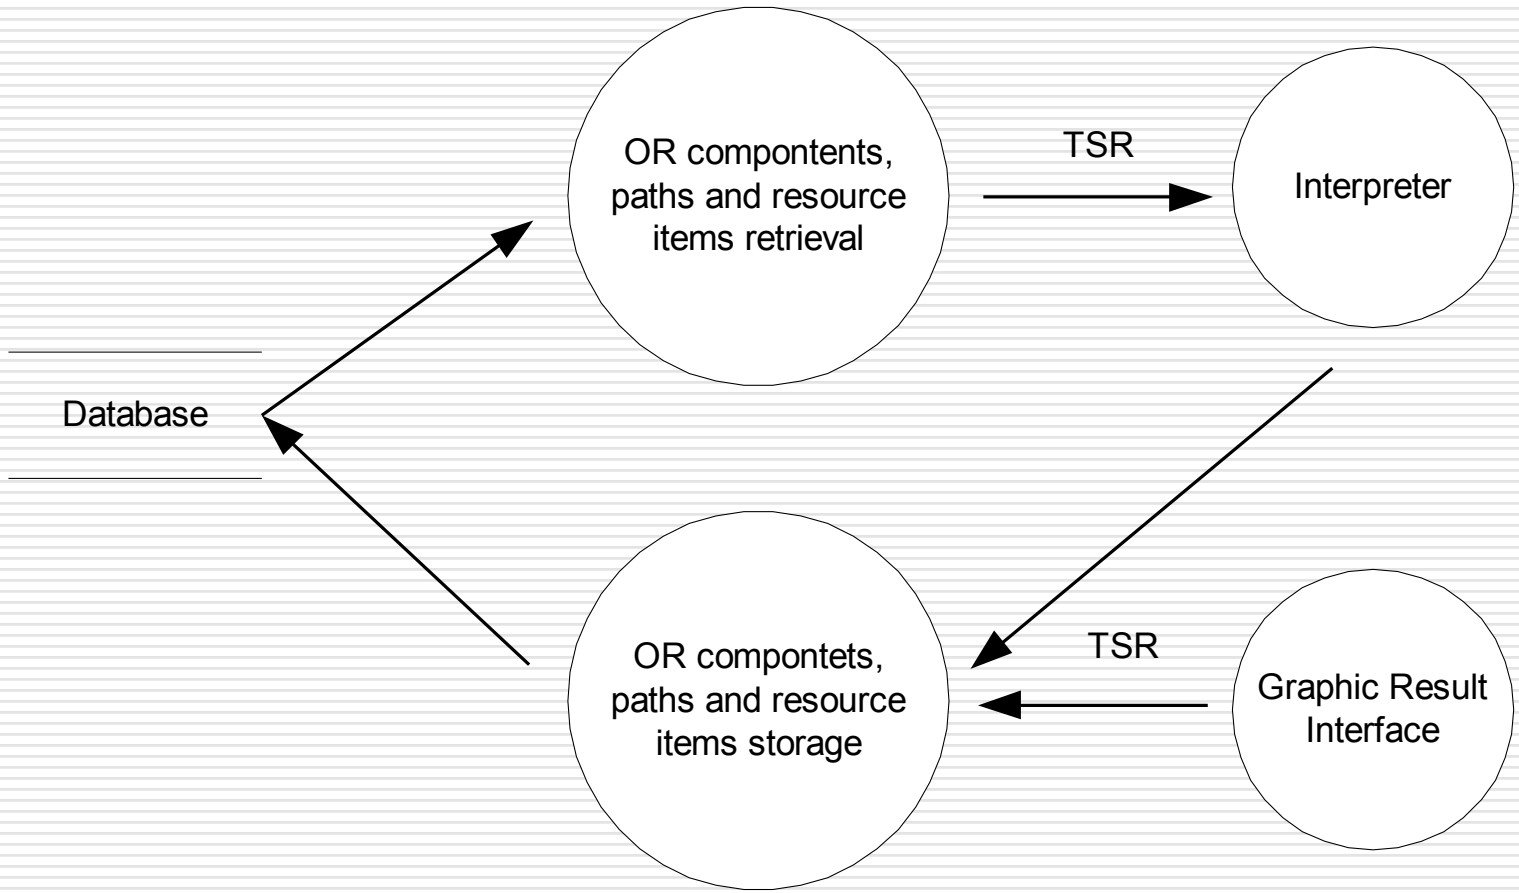 OR compontents,
paths and resource
items retrieval
TSR
Interpreter
Database
OR compontets,
paths and resource
items storage
TSR
Graphic Result
Interface